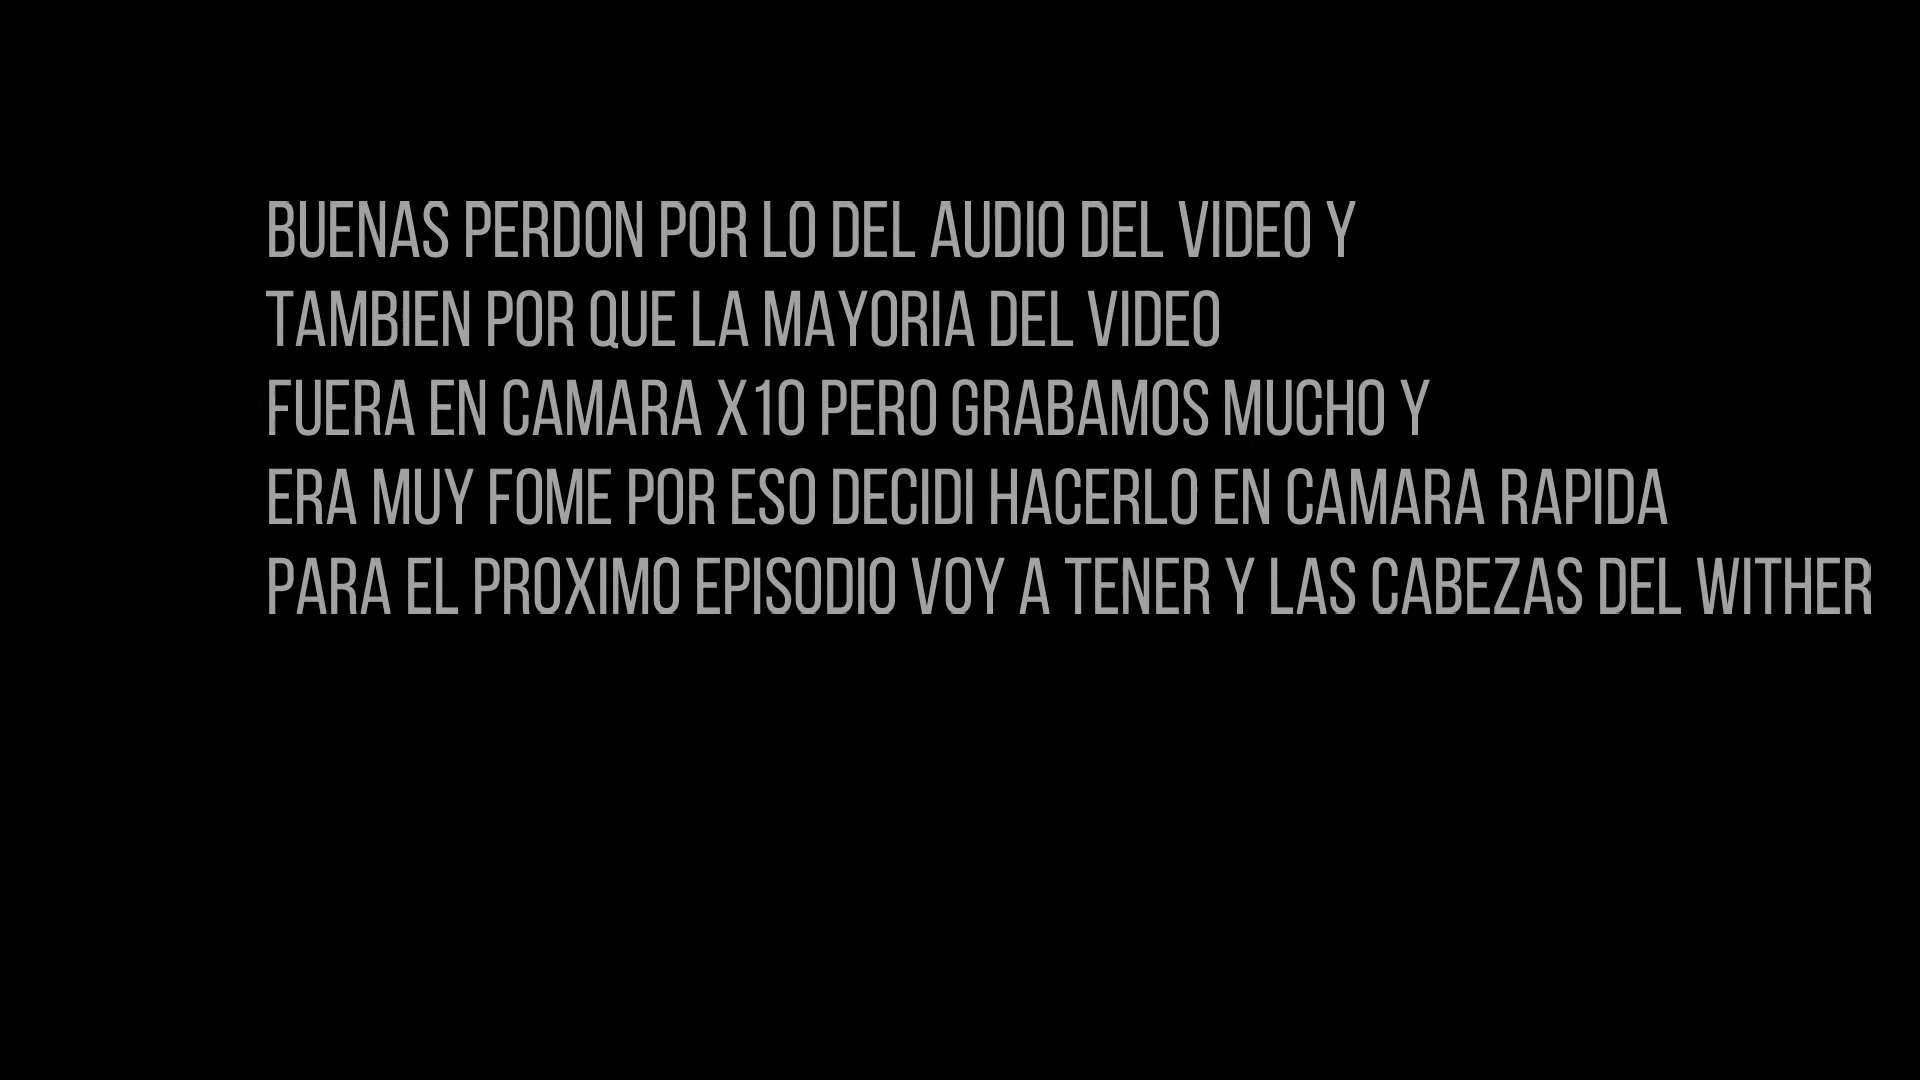 BUENAS PERDON POR LO DEL AUDIO DEL VIDEO Y
TAMBIEN POR QUE LA MAYORIA DEL VIDEO
FUERA EN CAMARA X10 PERO GRABAMOS MUCHO Y
ERA MUY FOME POR ESO DECIDI HACERLO EN CAMARA RAPIDA
PARA EL PROXIMO EPISODIO VOY A TENER Y LAS CABEZAS DEL WITHER